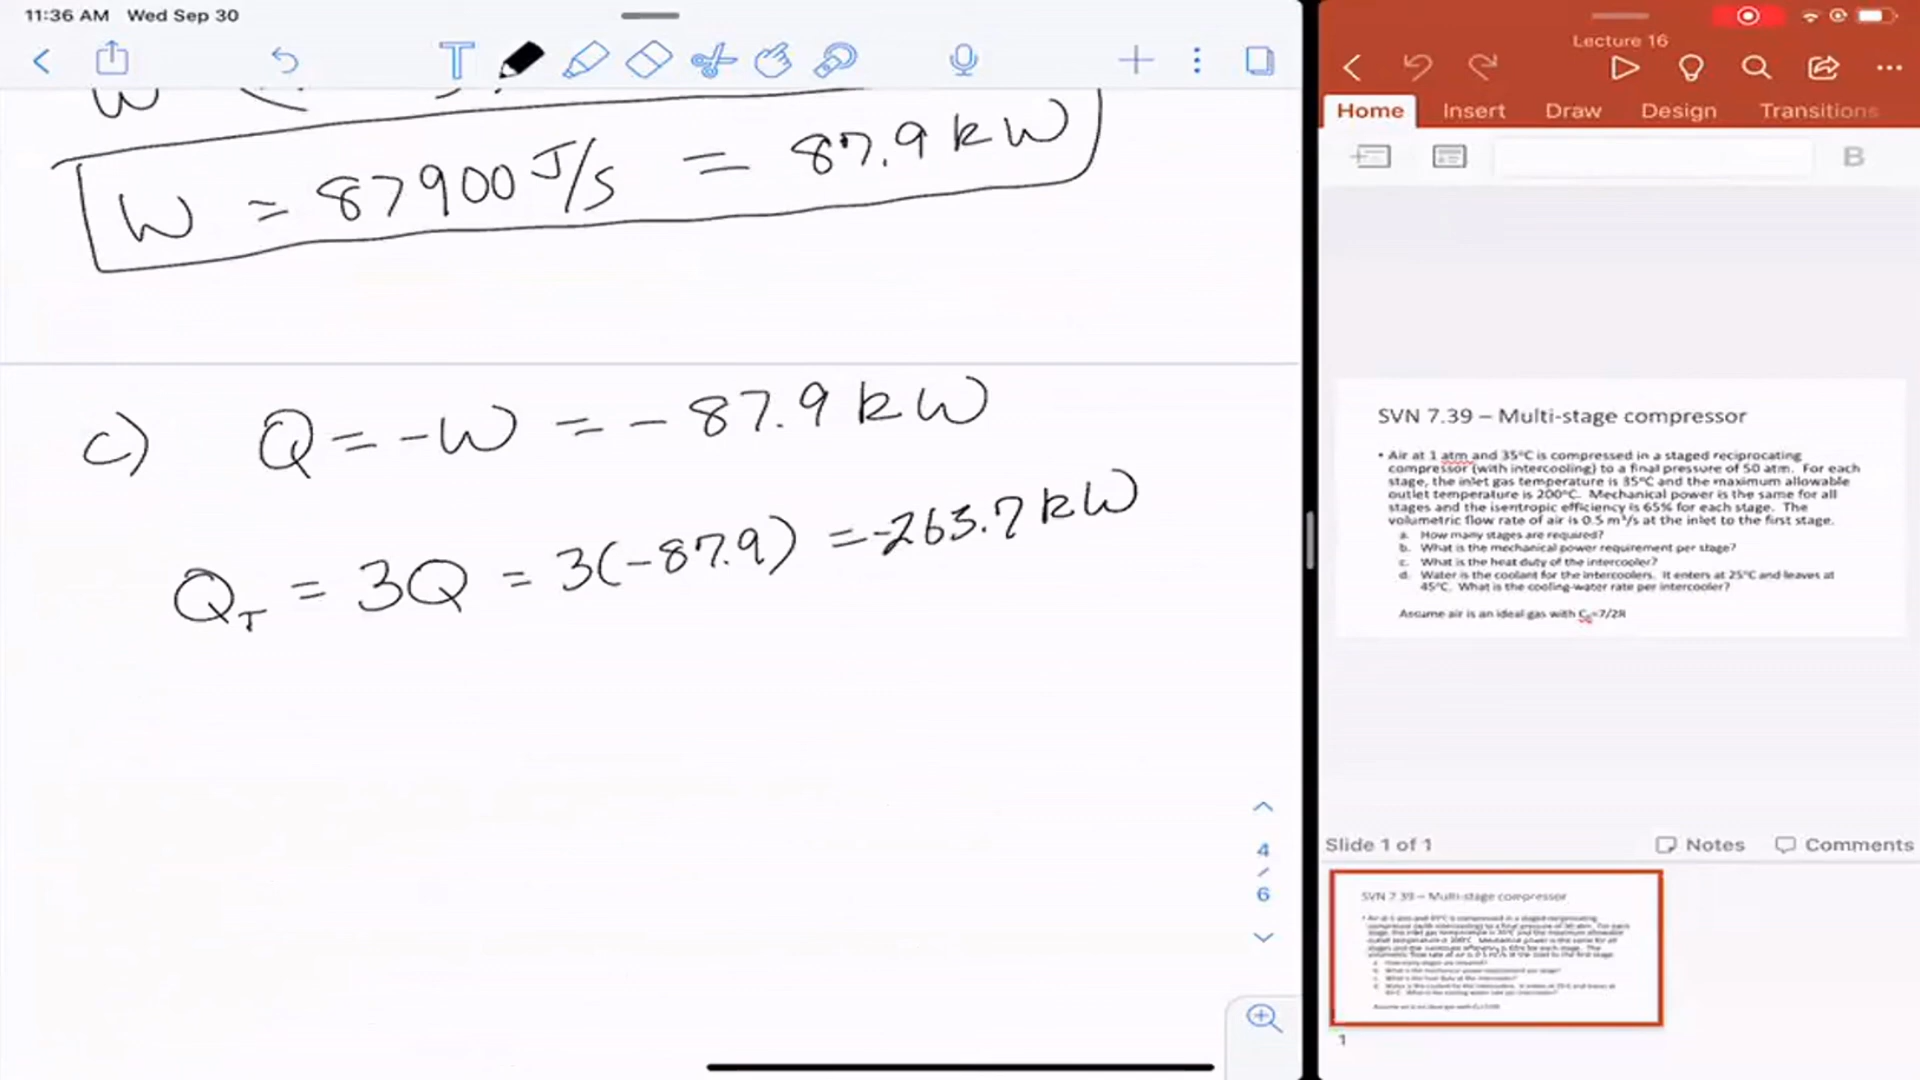 11:36 AM Wed Sep 30
W
W = 87900 J/s = 87.9 kW
c) Q = -W = - 87.9 kW
Q_T = 3Q = 3(-87.9) = -263.7 kW
4
6
Lecture 16
Home Insert Draw Design Transitions
B
SVN 7.39 – Multi-stage compressor
• Air at 1 atm and 35°C is compressed in a staged reciprocating
compressor (with intercooling) to a final pressure of 50 atm. For each
stage, the inlet gas temperature is 35°C and the maximum allowable
outlet temperature is 200°C. Mechanical power is the same for all
stages and the isentropic efficiency is 65% for each stage. The
volumetric flow rate of air is 0.5 m³/s at the inlet to the first stage.
a. How many stages are required?
b. What is the mechanical power requirement per stage?
c. What is the heat duty of the intercooler?
d. Water is the coolant for the intercoolers. It enters at 25°C and leaves at
45°C. What is the cooling-water rate per intercooler?
Assume air is an ideal gas with Cp=7/2R
Slide 1 of 1 Notes Comments
SVN 7.39 – Multi-stage compressor
1